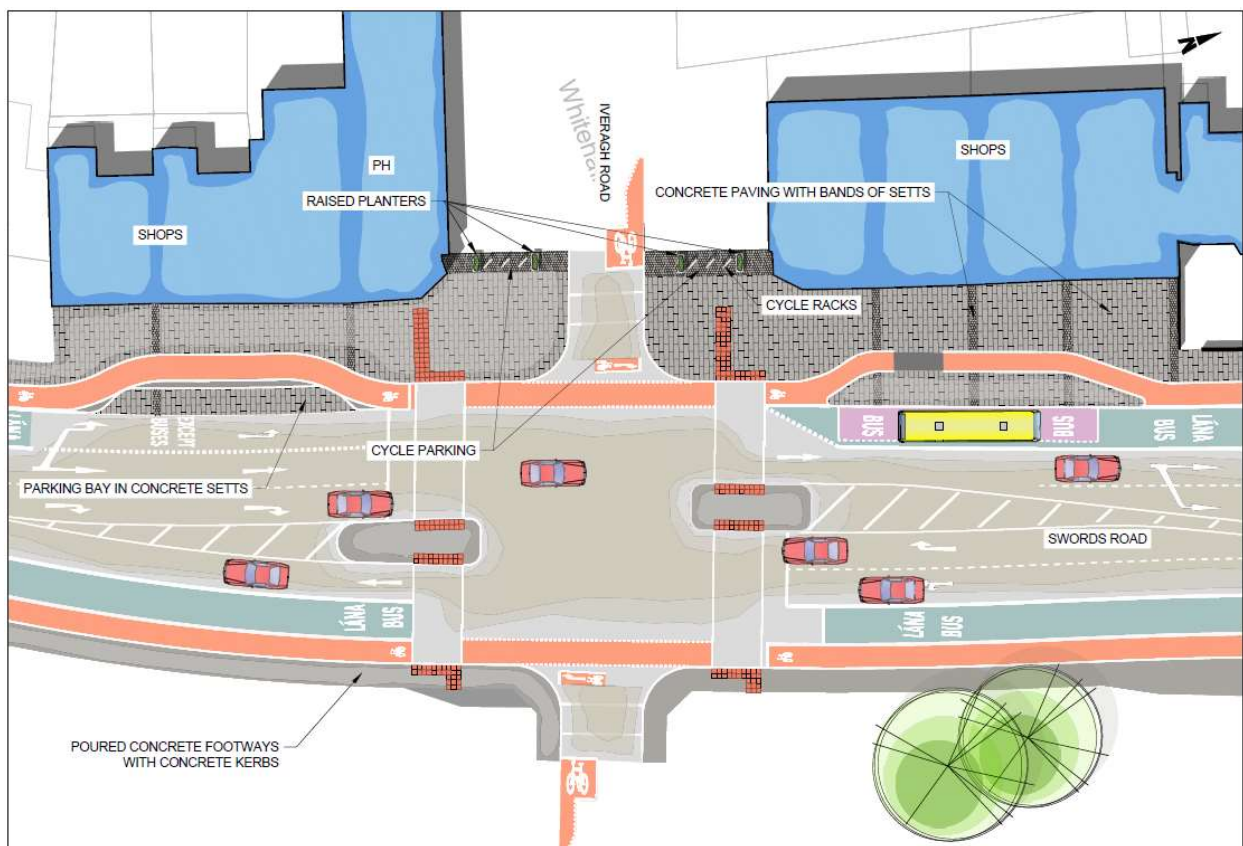 N
IVERAGH ROAD
PH
SHOPS
RAISED PLANTERS
CONCRETE PAVING WITH BANDS OF SETTS
SHOPS
CYCLE RACKS
LÁNA
EXCEPT
BUSES
CYCLE PARKING
BUS
BUS
LÁNA
BUS
PARKING BAY IN CONCRETE SETTS
SWORDS ROAD
LÁNA
BUS
LÁNA
BUS
POURED CONCRETE FOOTWAYS
WITH CONCRETE KERBS